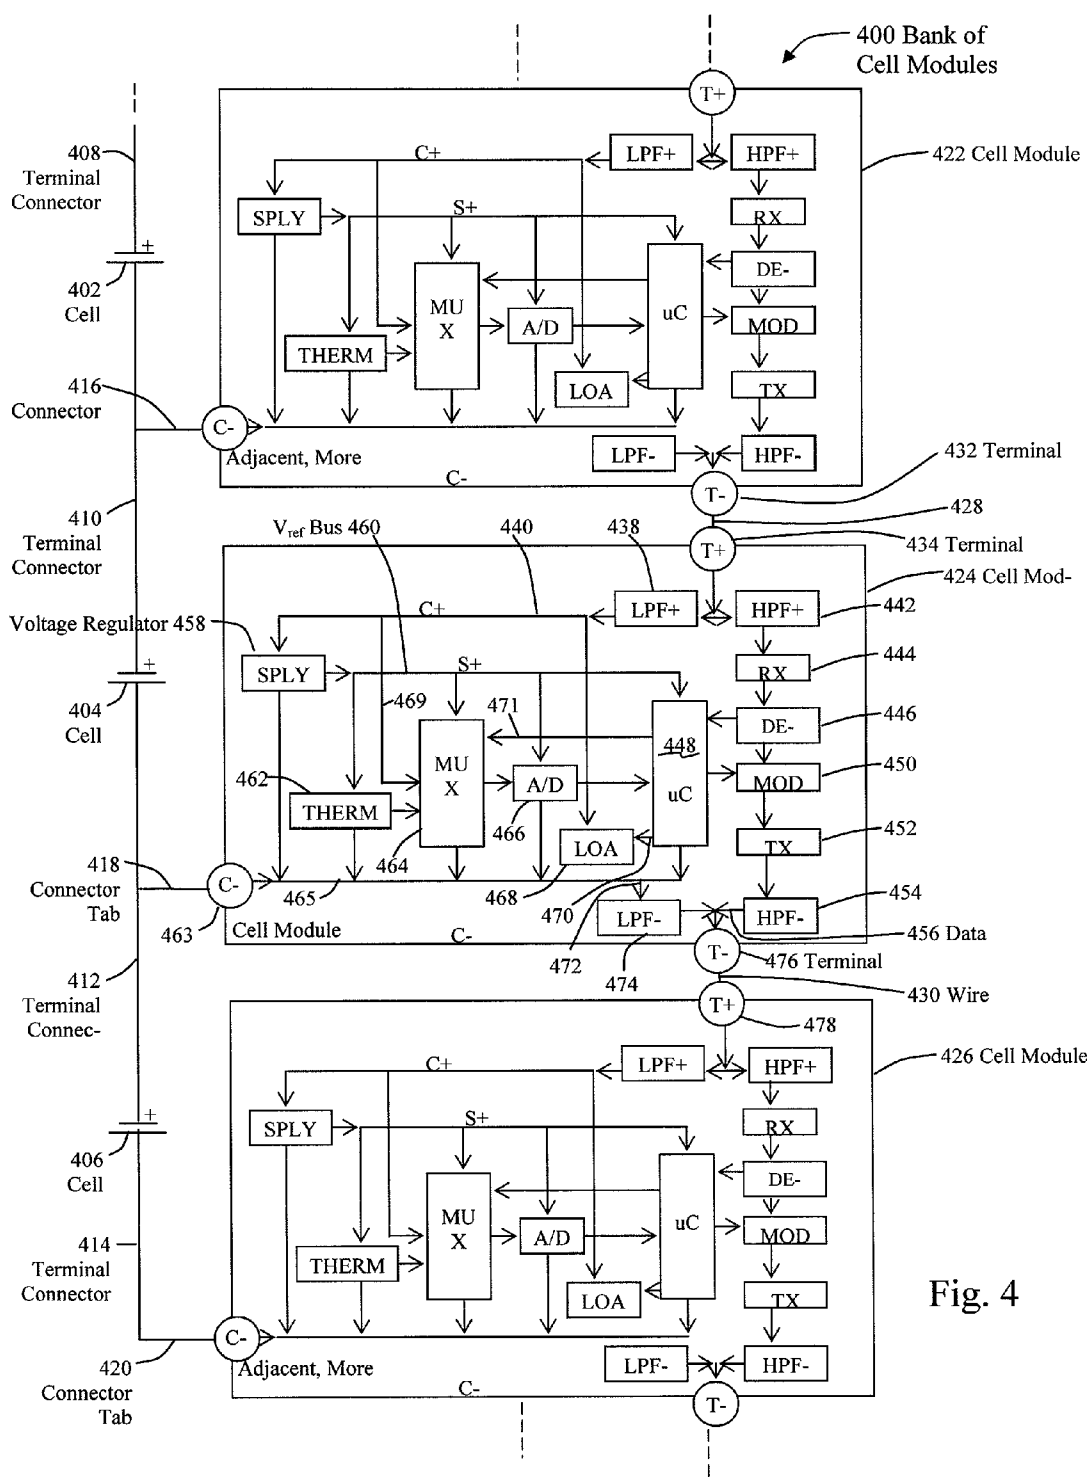 400 Bank of
Cell Modules
T+
408
Terminal
Connector
C+
LPF+
HPF+
422 Cell Module
SPLY
S+
RX
+
402
Cell
MU
X
uC
DE-
A/D
MOD
THERM
LOA
TX
416
Connector
C-
Adjacent, More
LPF-
HPF-
C-
T-
432 Terminal
428
410
Terminal
Connector
Vref Bus 460
440
438
T+
434 Terminal
424 Cell Mod-
C+
LPF+
HPF+
442
Voltage Regulator 458
SPLY
S+
RX
444
+
404
Cell
469
471
448
DE-
446
MU
X
A/D
uC
MOD
450
462
THERM
464
466
LOA
TX
452
418
Connector
Tab
C-
463
465
468
470
Cell Module
LPF-
HPF-
454
456 Data
C-
472
474
T-
476 Terminal
430 Wire
412
Terminal
Connec-
T+
478
C+
LPF+
HPF+
426 Cell Module
SPLY
S+
RX
+
406
Cell
MU
X
uC
DE-
A/D
MOD
414
Terminal
Connector
THERM
LOA
TX
Fig. 4
420
Connector
Tab
C-
Adjacent, More
LPF-
HPF-
C-
T-